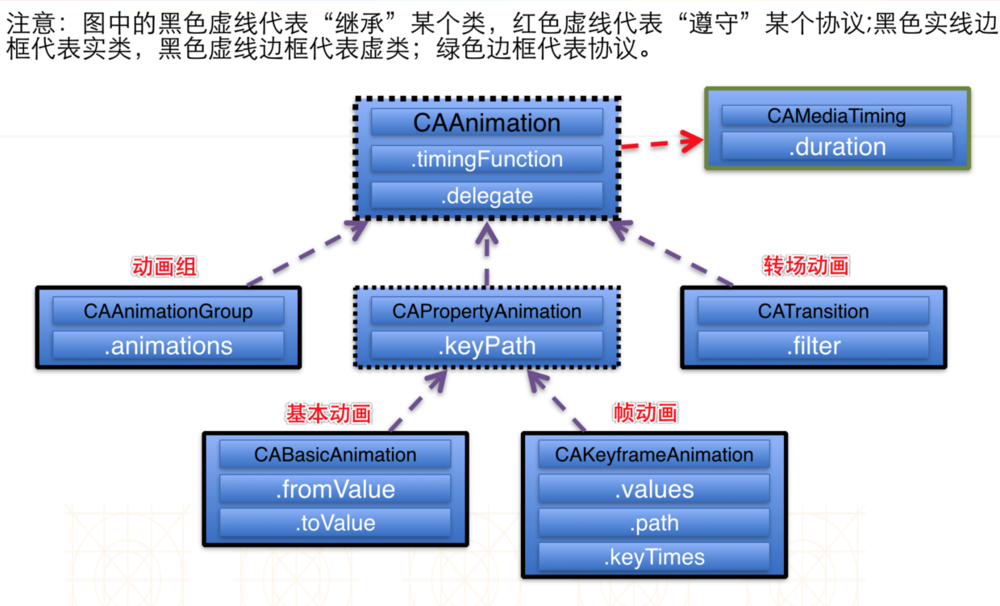 注意：图中的黑色虚线代表“继承”某个类，红色虚线代表“遵守”某个协议;黑色实线边
框代表实类，黑色虚线边框代表虚类；绿色边框代表协议。
CAAnimation
.timingFunction
.delegate
CAMediaTiming
.duration
动画组
转场动画
CAAnimationGroup
.animations
CAPropertyAnimation
.keyPath
CATransition
.filter
基本动画
帧动画
CABasicAnimation
.fromValue
.toValue
CAKeyframeAnimation
.values
.path
.keyTimes